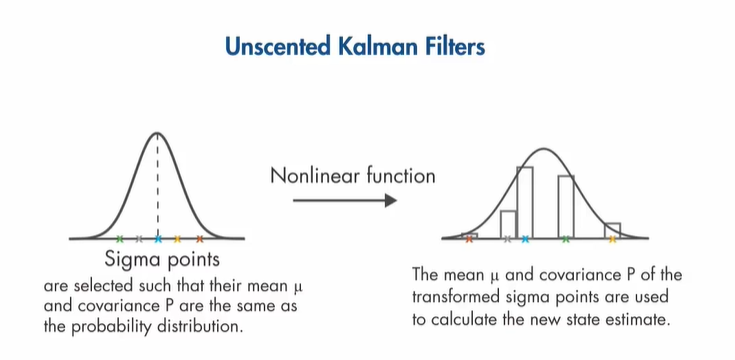 Unscented Kalman Filters
Nonlinear function
Sigma points
are selected such that their mean μ
and covariance P are the same as
the probability distribution.
The mean μ and covariance P of the
transformed sigma points are used
to calculate the new state estimate.